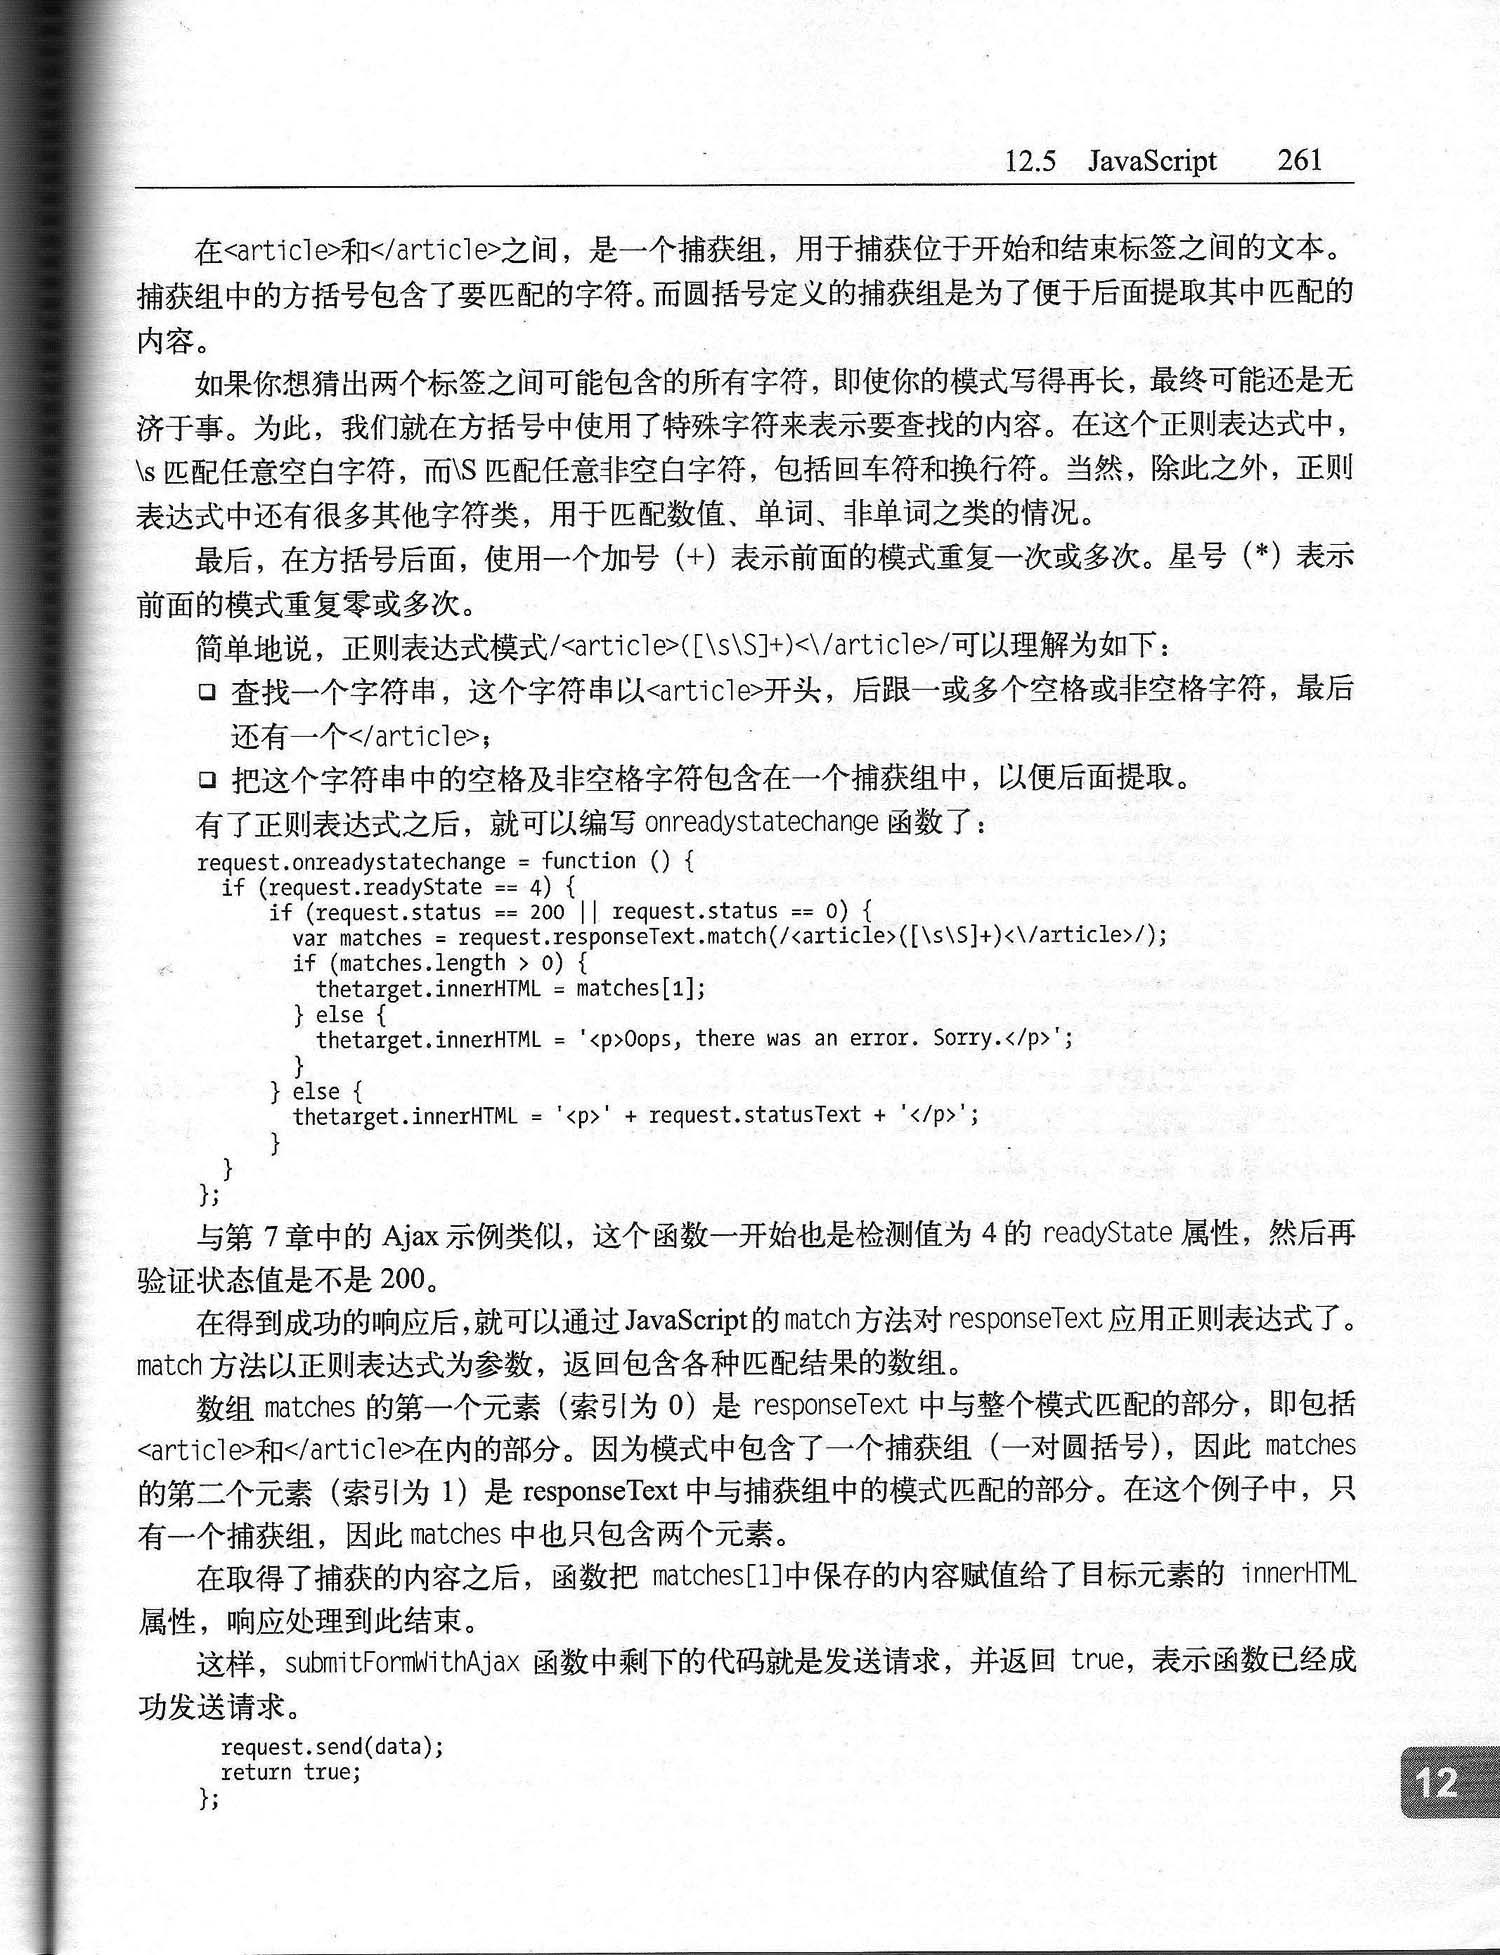 12.5 JavaScript 261
在<article>和</article>之间，是一个捕获组，用于捕获位于开始和结束标签之间的文本。
捕获组中的方括号包含了要匹配的字符。而圆括号定义的捕获组是为了便于后面提取其中匹配的
内容。
如果你想猜出两个标签之间可能包含的所有字符，即使你的模式写得再长，最终可能还是无
济于事。为此，我们就在方括号中使用了特殊字符来表示要查找的内容。在这个正则表达式中，
\s 匹配任意空白字符，而\S 匹配任意非空白字符，包括回车符和换行符。当然，除此之外，正则
表达式中还有很多其他字符类，用于匹配数值、单词、非单词之类的情况。
最后，在方括号后面，使用一个加号（+）表示前面的模式重复一次或多次。星号（*）表示
前面的模式重复零或多次。
简单地说，正则表达式模式/<article>([\s\S]+)<\/article>/可以理解为如下：
❑ 查找一个字符串，这个字符串以<article>开头，后跟一或多个空格或非空格字符，最后
还有一个</article>；
❑ 把这个字符串中的空格及非空格字符包含在一个捕获组中，以便后面提取。
有了正则表达式之后，就可以编写 onreadystatechange 函数了：
request.onreadystatechange = function () {
if (request.readyState == 4) {
if (request.status == 200 || request.status == 0) {
var matches = request.responseText.match(/<article>([\s\S]+)<\/article>/);
if (matches.length > 0) {
thetarget.innerHTML = matches[1];
} else {
thetarget.innerHTML = '<p>Oops, there was an error. Sorry.</p>';
}
} else {
thetarget.innerHTML = '<p>' + request.statusText + '</p>';
}
}
};
与第 7 章中的 Ajax 示例类似，这个函数一开始也是检测值为 4 的 readyState 属性，然后再
验证状态值是不是 200。
在得到成功的响应后，就可以通过 JavaScript 的 match 方法对 responseText 应用正则表达式了。
match 方法以正则表达式为参数，返回包含各种匹配结果的数组。
数组 matches 的第一个元素（索引为 0）是 responseText 中与整个模式匹配的部分，即包括
<article>和</article>在内的部分。因为模式中包含了一个捕获组（一对圆括号），因此 matches
的第二个元素（索引为 1）是 responseText 中与捕获组中的模式匹配的部分。在这个例子中，只
有一个捕获组，因此 matches 中也只包含两个元素。
在取得了捕获的内容之后，函数把 matches[1]中保存的内容赋值给了目标元素的 innerHTML
属性，响应处理到此结束。
这样，submitFormWithAjax 函数中剩下的代码就是发送请求，并返回 true，表示函数已经成
功发送请求。
request.send(data);
return true;
};
12